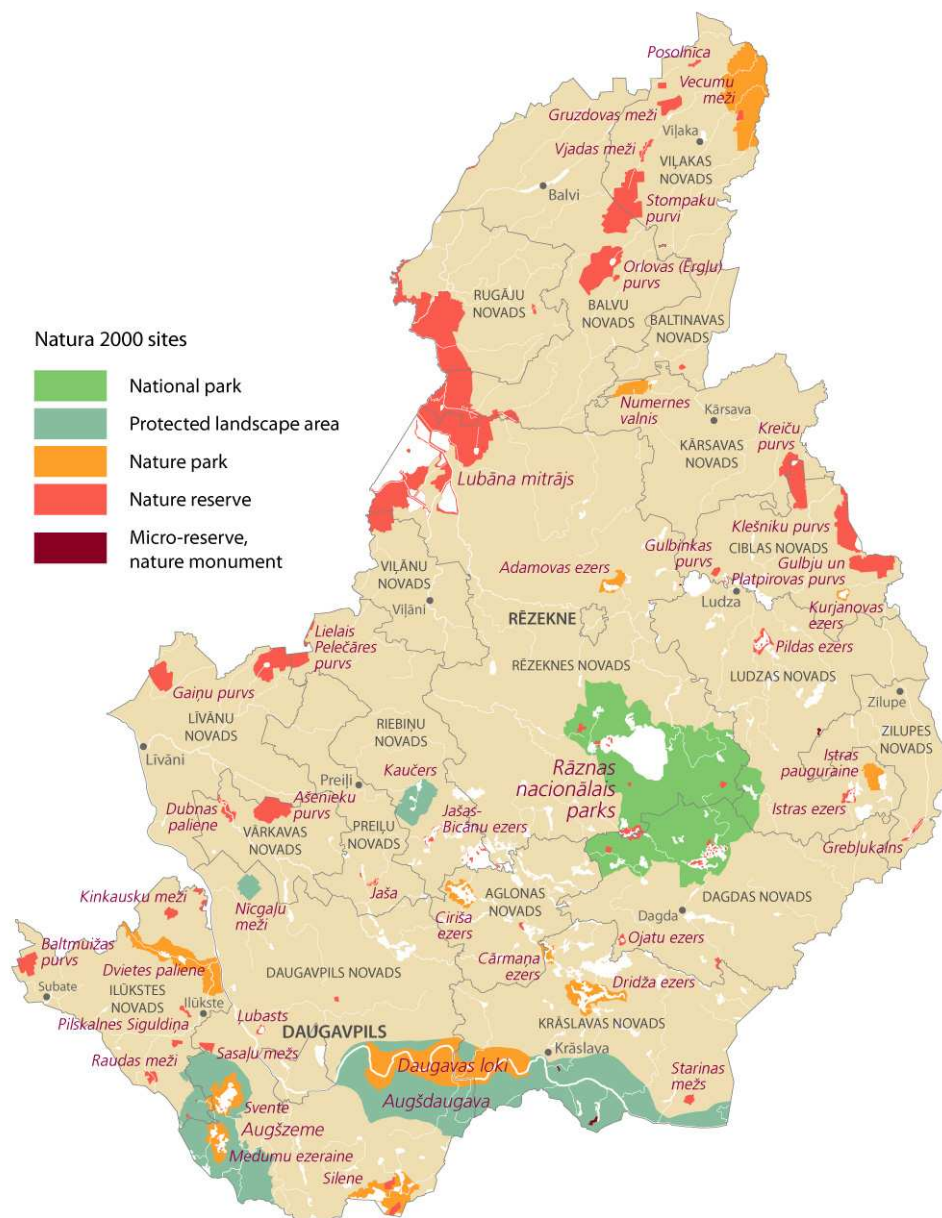 Posolnīca
Vecumu
meži
Gruzdovas meži
Viļaka
Vjadas meži
VIĻAKAS
NOVADS
Balvi
Stompaku
purvi
Orlovas (Ērgļu)
purvs
RUGĀJU
NOVADS
BALVU
NOVADS
BALTINAVAS
NOVADS
Natura 2000 sites
National park
Protected landscape area
Nature park
Nature reserve
Micro-reserve,
nature monument
Numernes
valnis
Kārsava
Kreiču
purvs
KĀRSAVAS
NOVADS
Lubāna mitrājs
Klešniku purvs
CIBLAS NOVADS
Gulbinkas
purvs
Gulbju un
Platpirovas purvs
VIĻĀNU
NOVADS
Viļāni
Adamovas ezers
Ludza
Kurjanovas
ezers
RĒZEKNE
Lielais
Pelečāres
purvs
Pildas ezers
RĒZEKNES NOVADS
LUDZAS NOVADS
Gaiņu purvs
LĪVĀNU
NOVADS
RIEBIŅU
NOVADS
Zilupe
ZILUPES
NOVADS
Līvāni
Preiļi
Kaučers
Rāznas
nacionālais
parks
Istras
pauguraine
Istras ezers
Dubnas
paliene
Ašenieku
purvs
VĀRKAVAS
NOVADS
PREIĻU
NOVADS
Jašas-
Bicānu ezers
Grebļukalns
Kinkausku meži
Nīcgaļu
meži
Jaša
AGLONAS
NOVADS
DAGDAS NOVADS
Cirīša
ezers
Dagda
Ojatu ezers
Baltmuižas
purvs
Dvietes paliene
Subate
ILŪKSTES
NOVADS
DAUGAVPILS NOVADS
Cārmaņa
ezers
Dridža ezers
Ilūkste
Pilskalnes Siguldiņa
Lubasts
DAUGAVPILS
KRĀSLAVAS NOVADS
Raudas meži
Sasaļu mežs
Daugavas loki
Krāslava
Augšdaugava
Starinas
mežs
Svente
Augšzeme
Medumu ezeraine
Silene